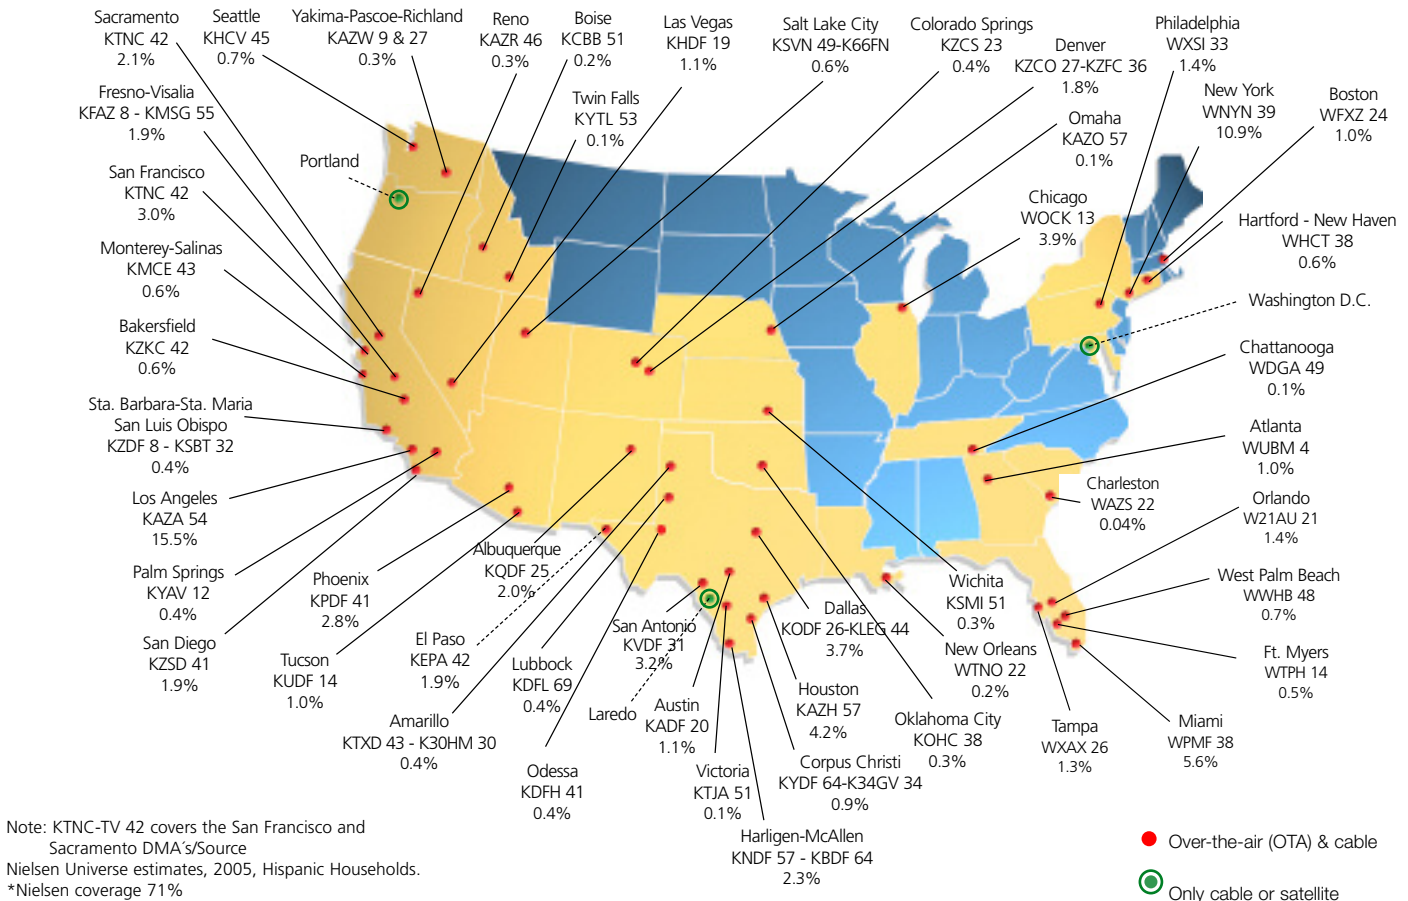 Sacramento
KTNC 42
2.1%
Seattle
KHCV 45
0.7%
Yakima-Pascoe-Richland
KAZW 9 & 27
0.3%
Reno
KAZR 46
0.3%
Boise
KCBB 51
0.2%
Las Vegas
KHDF 19
1.1%
Salt Lake City
KSVN 49-K66FN
0.6%
Colorado Springs
KZCS 23
0.4%
Denver
KZCO 27-KZFC 36
1.8%
Philadelphia
WXSI 33
1.4%
New York
WNYN 39
10.9%
Boston
WFXZ 24
1.0%
Fresno-Visalia
KFAZ 8 - KMSG 55
1.9%
Twin Falls
KYTL 53
0.1%
Omaha
KAZO 57
0.1%
Portland
San Francisco
KTNC 42
3.0%
Chicago
WOCK 13
3.9%
Hartford - New Haven
WHCT 38
0.6%
Monterey-Salinas
KMCE 43
0.6%
Washington D.C.
Bakersfield
KZKC 42
0.6%
Chattanooga
WDGA 49
0.1%
Sta. Barbara-Sta. Maria
San Luis Obispo
KZDF 8 - KSBT 32
0.4%
Atlanta
WUBM 4
1.0%
Charleston
WAZS 22
0.04%
Los Angeles
KAZA 54
15.5%
Orlando
W21AU 21
1.4%
Palm Springs
KYAV 12
0.4%
Phoenix
KPDF 41
2.8%
Albuquerque
KQDF 25
2.0%
Wichita
KSMI 51
0.3%
West Palm Beach
WWHB 48
0.7%
San Diego
KZSD 41
1.9%
Tucson
KUDF 14
1.0%
El Paso
KEPA 42
1.9%
Lubbock
KDFL 69
0.4%
San Antonio
KVDF 31
3.2%
Dallas
KODF 26-KLEG 44
3.7%
New Orleans
WTNO 22
0.2%
Ft. Myers
WTPH 14
0.5%
Laredo
Austin
KADF 20
1.1%
Houston
KAZH 57
4.2%
Oklahoma City
KOHC 38
0.3%
Tampa
WXAX 26
1.3%
Miami
WPMF 38
5.6%
Amarillo
KTXD 43 - K30HM 30
0.4%
Odessa
KDFH 41
0.4%
Victoria
KTJA 51
0.1%
Corpus Christi
KYDF 64-K34GV 34
0.9%
Harligen-McAllen
KNDF 57 - KBDF 64
2.3%
Note: KTNC-TV 42 covers the San Francisco and
Sacramento DMA´s/Source
Nielsen Universe estimates, 2005, Hispanic Households.
*Nielsen coverage 71%
Over-the-air (OTA) & cable
Only cable or satellite